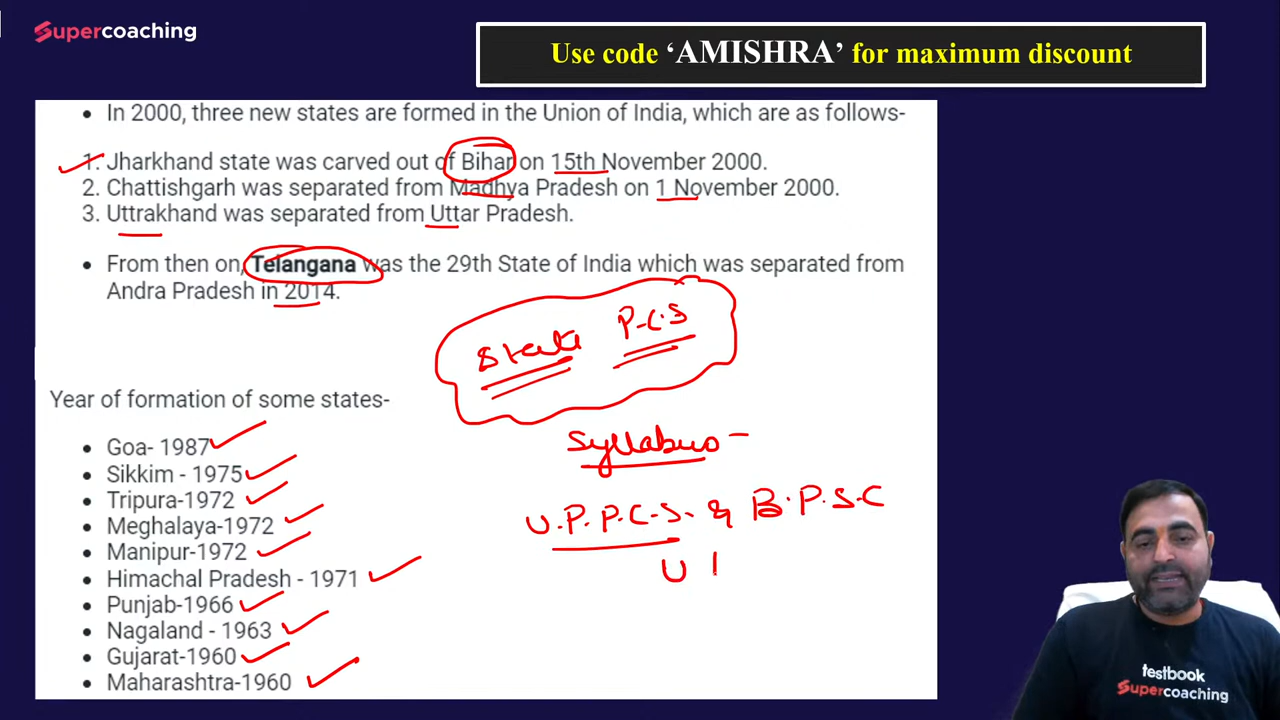 Supercoaching
Use code ‘AMISHRA’ for maximum discount
• In 2000, three new states are formed in the Union of India, which are as follows-
1. Jharkhand state was carved out of Bihar on 15th November 2000.
2. Chattishgarh was separated from Madhya Pradesh on 1 November 2000.
3. Uttrakhand was separated from Uttar Pradesh.
• From then on, Telangana was the 29th State of India which was separated from
Andra Pradesh in 2014.
State P.C.S
Year of formation of some states-
• Goa- 1987
• Sikkim - 1975
• Tripura-1972
• Meghalaya-1972
• Manipur-1972
• Himachal Pradesh - 1971
• Punjab-1966
• Nagaland - 1963
• Gujarat-1960
• Maharashtra-1960
Syllabus -
U.P.P.C.S. & B.P.S.C
U
testbook
Supercoaching